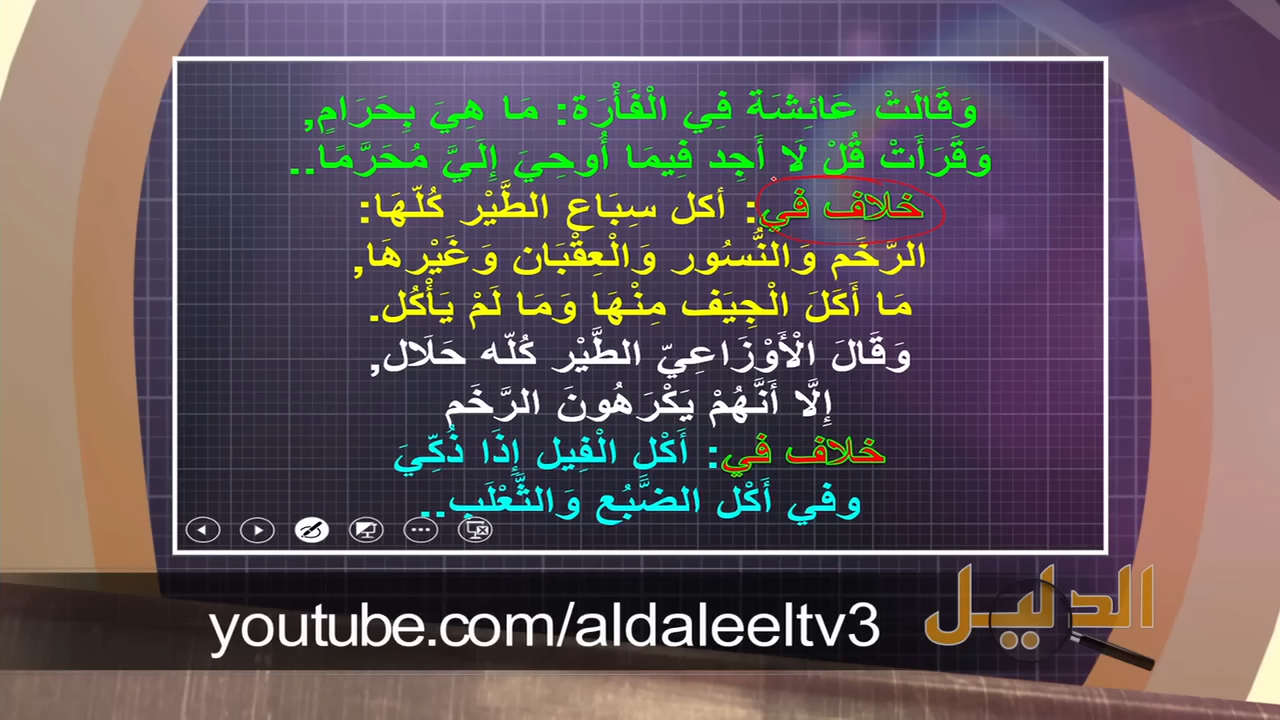 وَقَالَتْ عَائِشَة فِي الْفَأْرَة: مَا هِيَ بِحَرَامٍ,
وَقَرَأَتْ قُلْ لَا أَجِد فِيمَا أُوحِيَ إِلَيَّ مُحَرَّمًا..
خلاف في: أكل سِبَاع الطَّيْر كُلّهَا:
الرَّخَم وَالنُّسُور وَالْعِقْبَان وَغَيْرهَا,
مَا أَكَلَ الْجِيَف مِنْهَا وَمَا لَمْ يَأْكُل.
وَقَالَ الْأَوْزَاعِيّ الطَّيْر كُلّه حَلَال,
إِلَّا أَنَّهُمْ يَكْرَهُونَ الرَّخَم
خلاف في: أَكْلِ الْفِيل إِذَا ذُكِّيَ
وفي أَكْل الضَّبُع وَالثَّعْلَب..
الدليل
youtube.com/aldaleeltv3